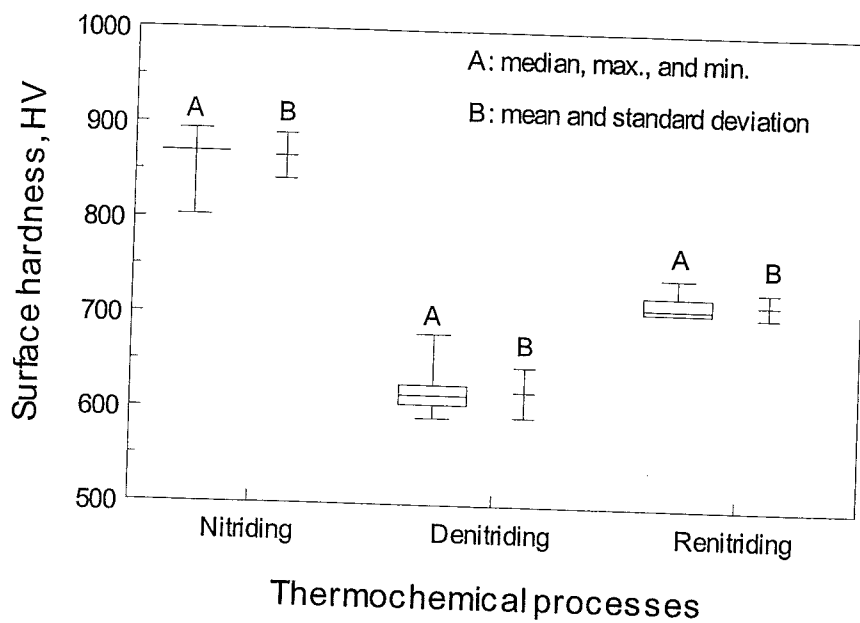 1000
A: median, max., and min.
B: mean and standard deviation
900
A
B
800
A
B
700
A
B
600
500
Nitriding
Denitriding
Renitriding
Surface hardness, HV
Thermochemical processes